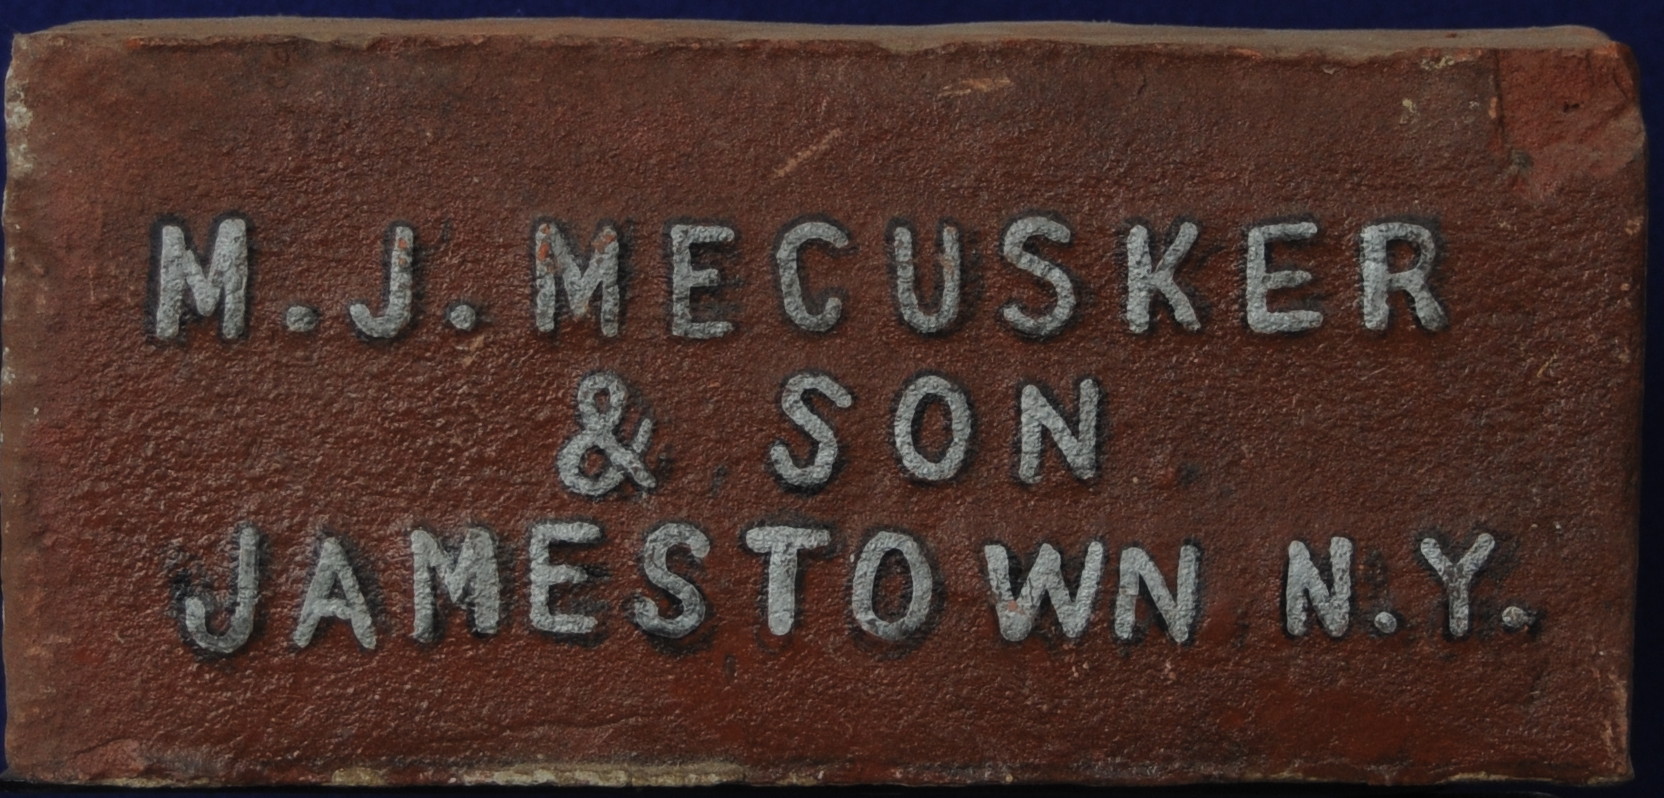 M.J. MECUSKER
& SON
JAMESTOWN N.Y.